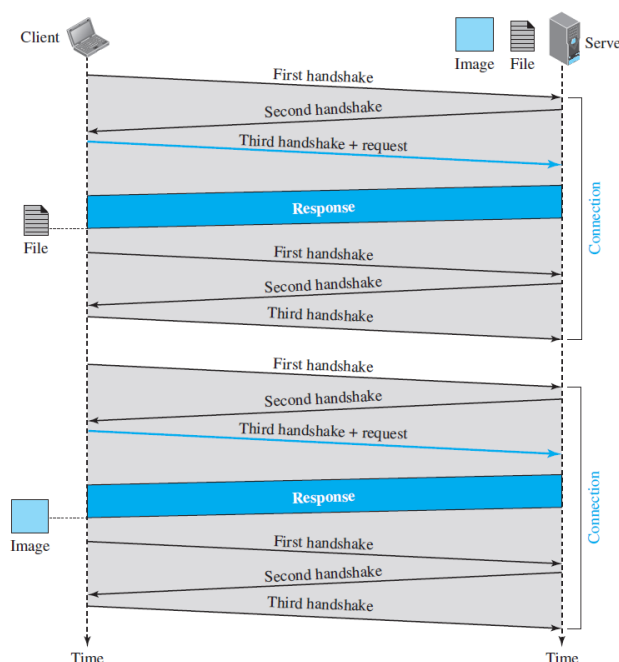 Client
Image
File
Serve
First handshake
Second handshake
Third handshake + request
Response
File
First handshake
Second handshake
Third handshake
Connection
First handshake
Second handshake
Third handshake + request
Response
Image
First handshake
Second handshake
Third handshake
Connection
Time
Time